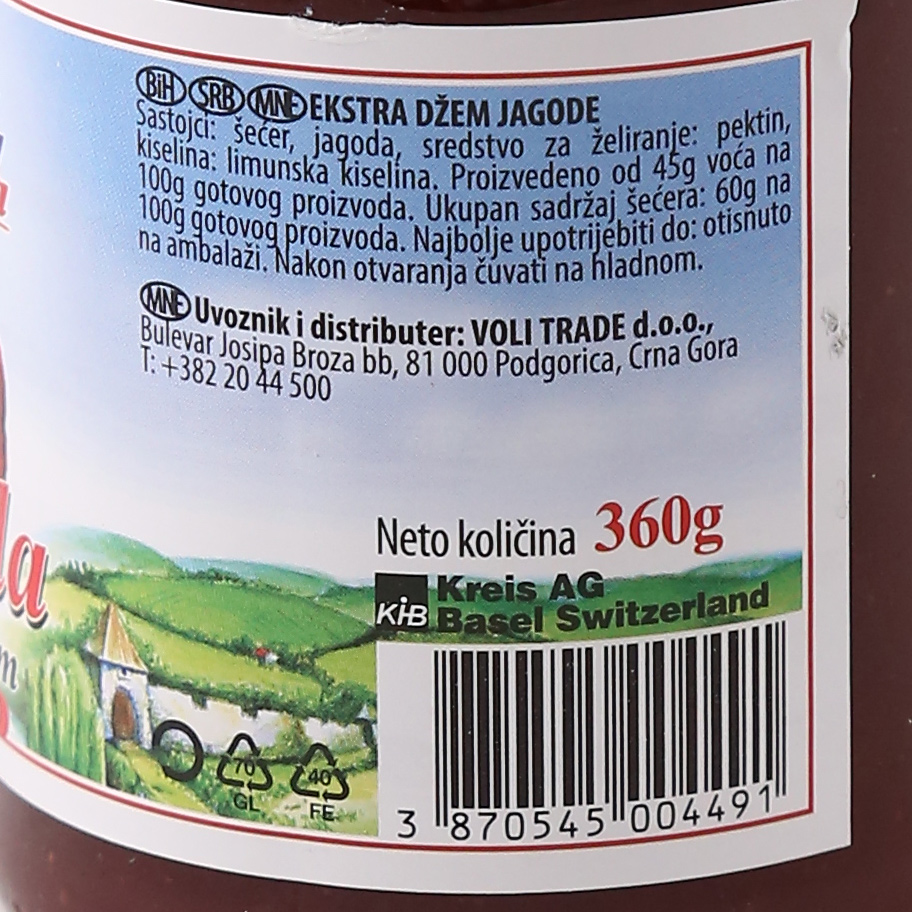 BiH SRB MNE EKSTRA DŽEM JAGODE
Sastojci: šećer, jagoda, sredstvo za želiranje: pektin,
kiselina: limunska kiselina. Proizvedeno od 45g voća na
100g gotovog proizvoda. Ukupan sadržaj šećera: 60g na
100g gotovog proizvoda. Najbolje upotrijebiti do: otisnuto
na ambalaži. Nakon otvaranja čuvati na hladnom.
MNE Uvoznik i distributer: VOLI TRADE d.o.o.,
Bulevar Josipa Broza bb, 81 000 Podgorica, Crna Gora
T: +382 20 44 500
Neto količina 360g
KiB Kreis AG
Basel Switzerland
70
GL
40
FE
3 870545 004491